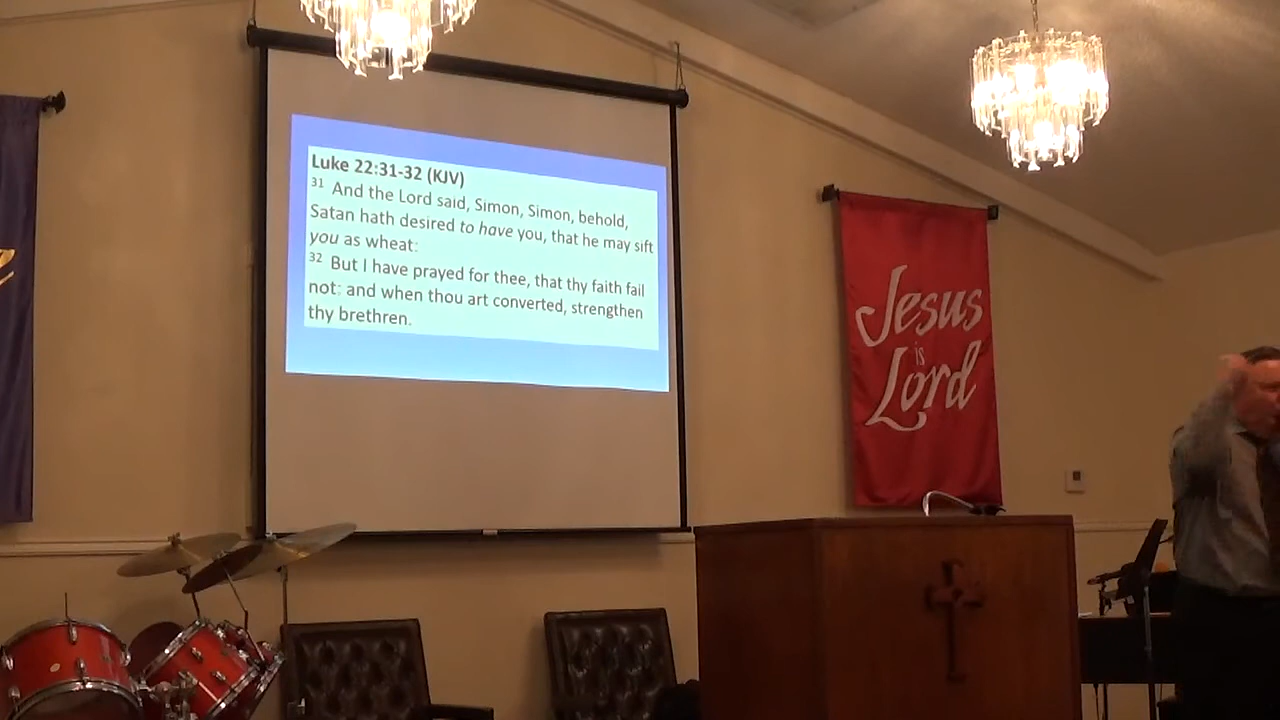 Luke 22:31-32 (KJV)
31 And the Lord said, Simon, Simon, behold,
Satan hath desired to have you, that he may sift
you as wheat:
32 But I have prayed for thee, that thy faith fail
not: and when thou art converted, strengthen
thy brethren.
Jesus
is
Lord